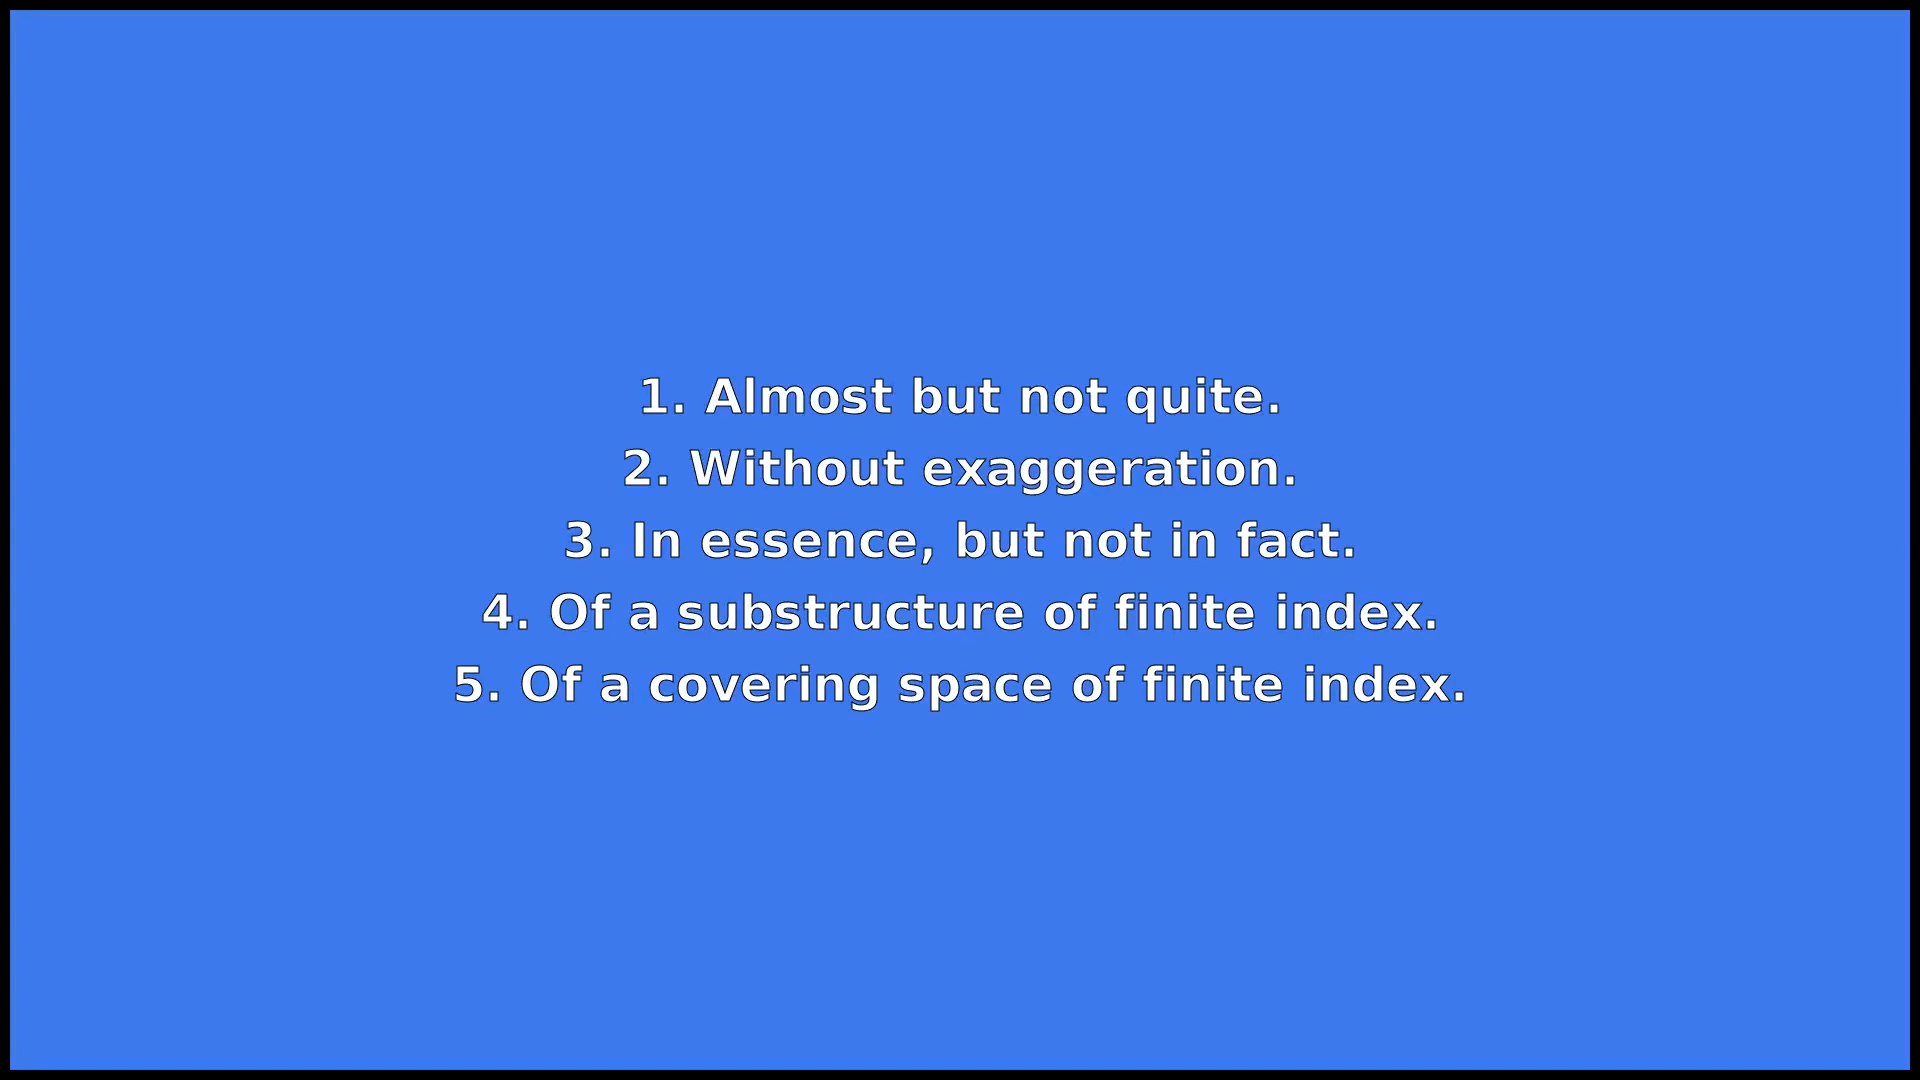 1. Almost but not quite.
2. Without exaggeration.
3. In essence, but not in fact.
4. Of a substructure of finite index.
5. Of a covering space of finite index.